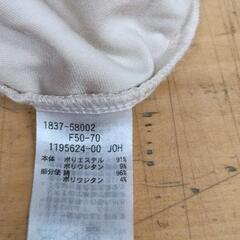 1837-58002
F50-70
1195624-00 JOH
本体 ポリエステル 91%
ポリウレタン 9%
部分使 綿 96%
ポリウレタン 4%